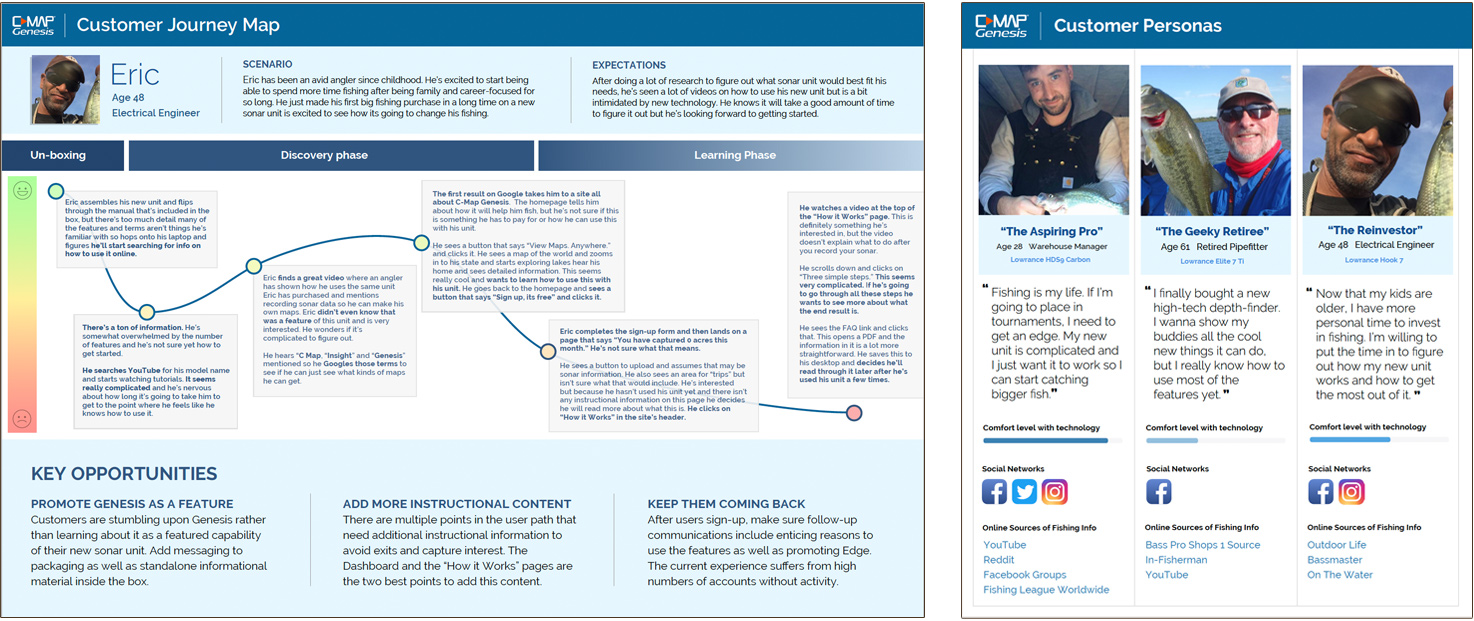 C-MAP
Genesis
Customer Journey Map
Eric
Age 48
Electrical Engineer
SCENARIO
Eric has been an avid angler since childhood. He's excited to start being
able to spend more time fishing after being family and career-focused for
so long. He just made his first big fishing purchase in a long time on a new
sonar unit is excited to see how its going to change his fishing.
EXPECTATIONS
After doing a lot of research to figure out what sonar unit would best fit his
needs, he's seen a lot of videos on how to use his new unit but is a bit
intimidated by new technology. He knows it will take a good amount of time
to figure it out but he's looking forward to getting started.
Un-boxing
Discovery phase
Learning Phase
Eric assembles his new unit and flips
through the manual that's included in the
box, but there's too much detail many of
the features and terms aren't things he's
familiar with so hops onto his laptop and
figures he'll start searching for info on
how to use it online.
There's a ton of information. He's
somewhat overwhelmed by the number
of features and he's not sure yet how to
get started.
He searches YouTube for his model name
and starts watching tutorials. It seems
really complicated and he's nervous
about how long it's going to take him to
get to the point where he feels like he
knows how to use it.
Eric finds a great video where an angler
has shown how he uses the same unit
Eric has purchased and mentions
recording sonar data so he can make his
own maps. Eric didn't even know that
was a feature of this unit and is very
interested. He wonders if it's
complicated to figure out.
He hears "C Map, "Insight" and "Genesis"
mentioned so he Googles those terms to
see if he can just see what kinds of maps
he can get.
The first result on Google takes him to a site all
about C-Map Genesis. The homepage tells him
about how it will help him fish, but he's not sure if this
is something he has to pay for or how he can use this
with his unit.
He sees a button that says "View Maps. Anywhere."
and clicks it. He sees a map of the world and zooms
in to his state and starts exploring lakes hear his
home and sees detailed information. This seems
really cool and wants to learn how to use this with
his unit. He goes back to the homepage and sees a
button that says "Sign up, its free" and clicks it.
Eric completes the sign-up form and then lands on a
page that says "You have captured 0 acres this
month." He's not sure what that means.
He sees a button to upload and assumes that may be
sonar information. He also sees an area for "trips" but
isn't sure what that would include. He's interested
but because he hasn't used his unit yet and there isn't
any instructional information on this page he decides
he will read more about what this is. He clicks on
"How it Works" in the site's header.
He watches a video at the top of
the "How it Works" page. This is
definitely something he's
interested in, but the video
doesn't explain what to do after
you record your sonar.
He scrolls down and clicks on
"Three simple steps." This seems
very complicated. If he's going
to go through all these steps he
wants to see more about what
the end result is.
He sees the FAQ link and clicks
that. This opens a PDF and the
information it is a lot more
straightforward. He saves this to
his desktop and decides he'll
read through it later after he's
used his unit a few times.
KEY OPPORTUNITIES
PROMOTE GENESIS AS A FEATURE
Customers are stumbling upon Genesis rather
than learning about it as a featured capability
of their new sonar unit. Add messaging to
packaging as well as standalone informational
material inside the box.
ADD MORE INSTRUCTIONAL CONTENT
There are multiple points in the user path that
need additional instructional information to
avoid exits and capture interest. The
Dashboard and the "How it Works" pages are
the two best points to add this content.
KEEP THEM COMING BACK
After users sign-up, make sure follow-up
communications include enticing reasons to
use the features as well as promoting Edge.
The current experience suffers from high
numbers of accounts without activity.
C-MAP
Genesis
Customer Personas
"The Aspiring Pro"
Age 28 Warehouse Manager
Lowrance HDS9 Carbon
"Fishing is my life. If I'm
going to place in
tournaments, I need to
get an edge. My new
unit is complicated and
I just want it to work so I
can start catching
bigger fish."
Comfort level with technology
Social Networks
Online Sources of Fishing Info
YouTube
Reddit
Facebook Groups
Fishing League Worldwide
"The Geeky Retiree"
Age 61 Retired Pipefitter
Lowrance Elite 7 Ti
"I finally bought a new
high-tech depth-finder.
I wanna show my
buddies all the cool
new things it can do,
but I really know how to
use most of the
features yet."
Comfort level with technology
Social Networks
Online Sources of Fishing Info
Bass Pro Shops 1 Source
In-Fisherman
YouTube
"The Reinvestor"
Age 48 Electrical Engineer
Lowrance Hook 7
"Now that my kids are
older, I have more
personal time to invest
in fishing. I'm willing to
put the time in to figure
out how my new unit
works and how to get
the most out of it."
Comfort level with technology
Social Networks
Online Sources of Fishing Info
Outdoor Life
Bassmaster
On The Water